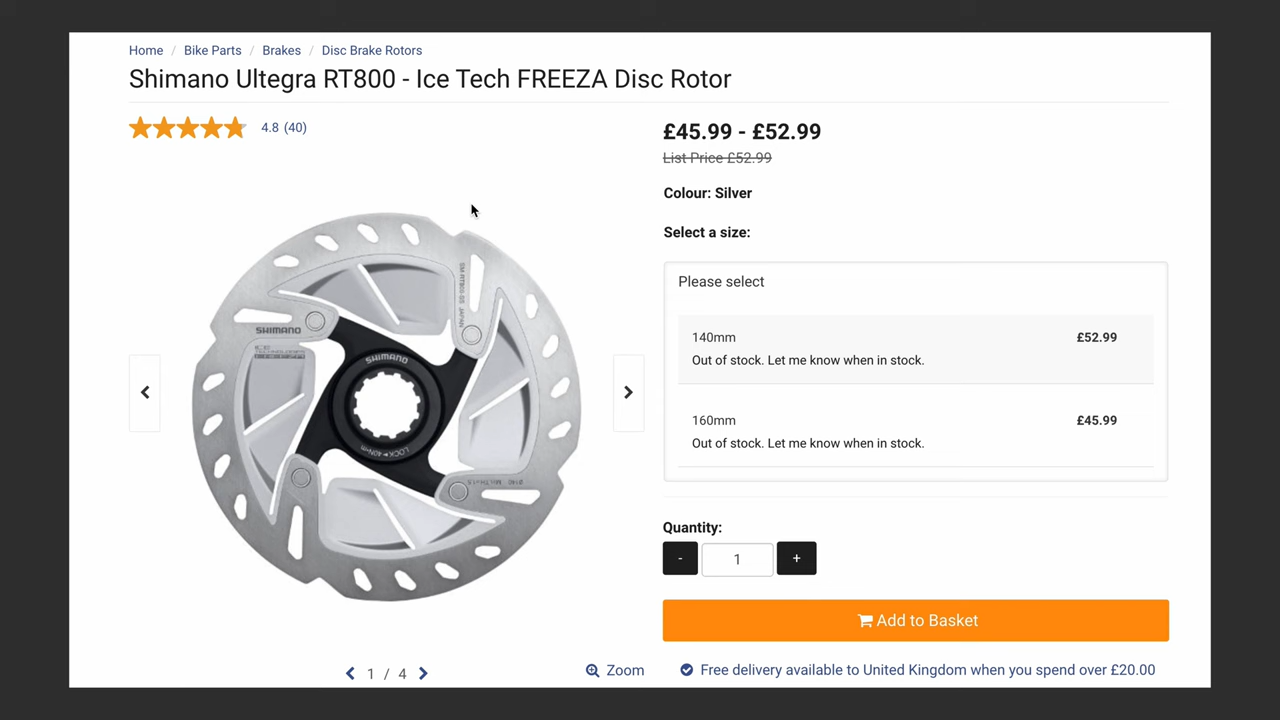 Home / Bike Parts / Brakes / Disc Brake Rotors
Shimano Ultegra RT800 - Ice Tech FREEZA Disc Rotor
4.8 (40)
£45.99 - £52.99
List Price £52.99
Colour: Silver
Select a size:
Please select
140mm £52.99
Out of stock. Let me know when in stock.
160mm £45.99
Out of stock. Let me know when in stock.
SHIMANO
SHIMANO
LOCK 40N·m
Quantity:
- 1 +
Add to Basket
1 / 4
Zoom
Free delivery available to United Kingdom when you spend over £20.00